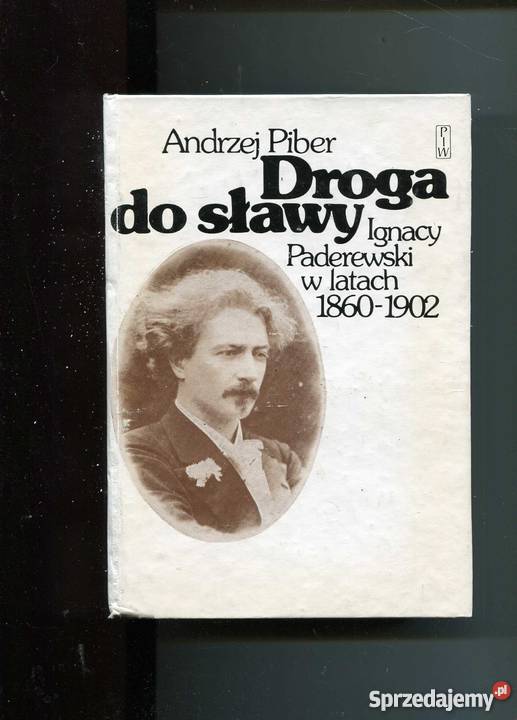 Andrzej Piber
PIW
Droga
do sławy
Ignacy
Paderewski
w latach
1860-1902
Sprzedajemy.pl